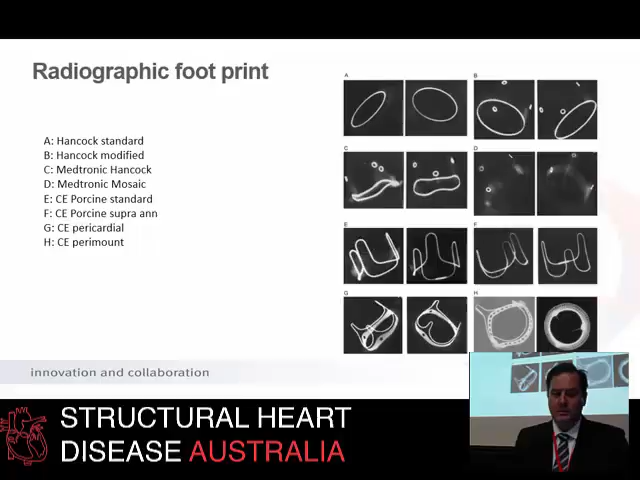 Radiographic foot print
A: Hancock standard
B: Hancock modified
C: Medtronic Hancock
D: Medtronic Mosaic
E: CE Porcine standard
F: CE Porcine supra ann
G: CE pericardial
H: CE perimount
A
B
C
D
E
F
G
H
innovation and collaboration
STRUCTURAL HEART
DISEASE AUSTRALIA